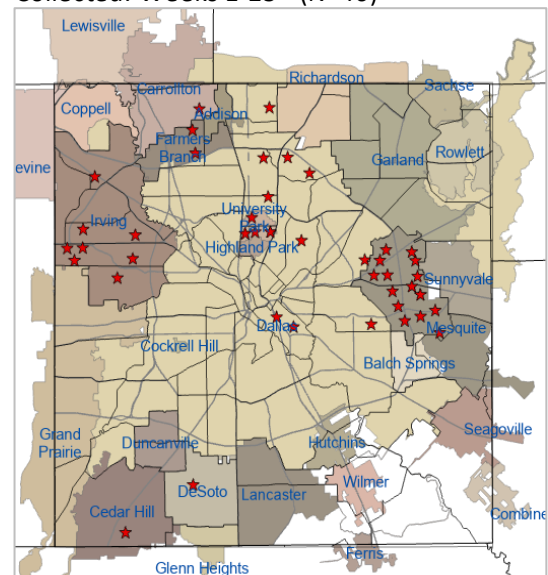 Lewisville
Richardson
Carrollton
Sachse
Coppell
Addison
Farmers
Branch
Garland
Rowlett
evine
University
Park
Irving
Highland Park
Sunnyvale
Dallas
Mesquite
Cockrell Hill
Balch Springs
Grand
Prairie
Duncanville
Hutchins
Seagoville
DeSoto
Lancaster
Wilmer
Cedar Hill
Combine
Ferris
Glenn Heights